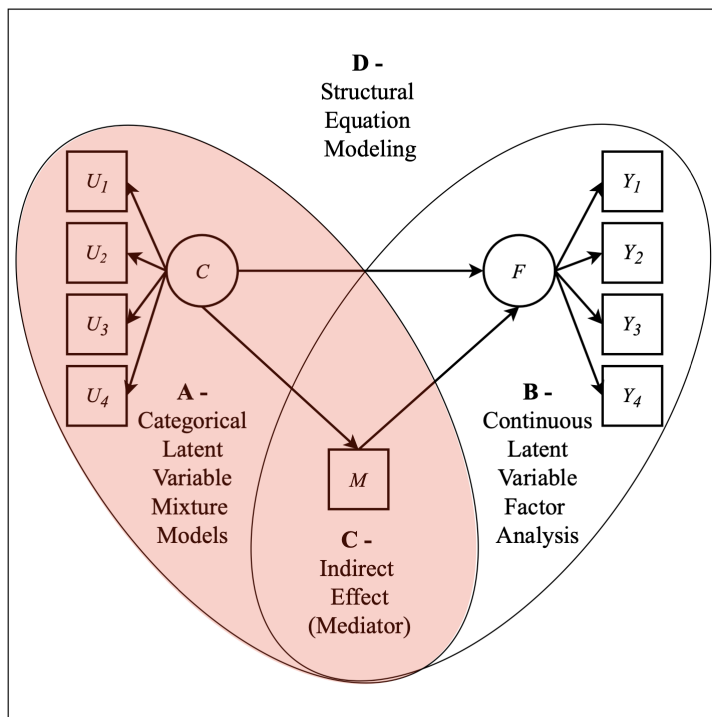 D -
Structural
Equation
Modeling
U1
U2
U3
U4
C
F
Y1
Y2
Y3
Y4
A -
Categorical
Latent
Variable
Mixture
Models
B -
Continuous
Latent
Variable
Factor
Analysis
M
C -
Indirect
Effect
(Mediator)